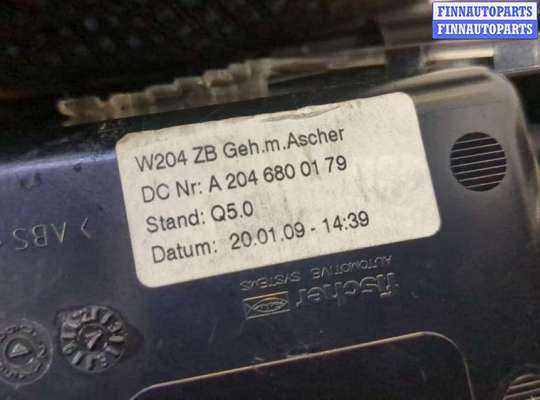 FINNAUTOPARTS
FINNAUTOPARTS
W204 ZB Geh.m.Ascher
DC Nr: A 204 680 01 79
Stand: Q5.0
Datum: 20.01.09 - 14:39
>ABS
fischer
AUTOMOTIVE SYSTEMS